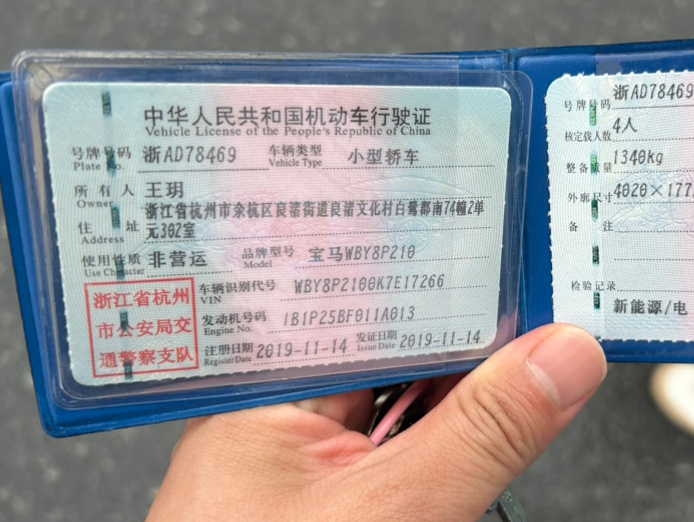 中华人民共和国机动车行驶证
Vehicle License of the People's Republic of China
号牌号码 浙AD78469 车辆类型 小型轿车
Plate No. Vehicle Type
所有人 王玥
Owner
住址 浙江省杭州市余杭区良渚街道良渚文化村白鹭郡南74幢2单
元302室
Address
使用性质 非营运 品牌型号 宝马WBY8P210
Use Character Model
浙江省杭州
市公安局交
通警察支队
车辆识别代号 WBY8P2100K7E17266
VIN
发动机号码 IB1P25BF011A013
Engine No.
注册日期 2019-11-14 发证日期 2019-11-14
Register Date Issue Date
号牌号码 浙AD78469
核定载人数 4人
整备质量 1340kg
外廓尺寸 4020×177
备注
检验记录
新能源/电